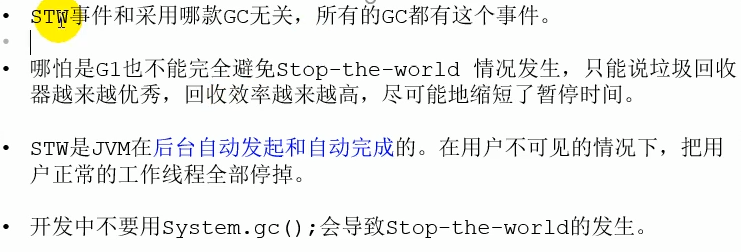 • STW事件和采用哪款GC无关，所有的GC都有这个事件。
•
• 哪怕是G1也不能完全避免Stop-the-world 情况发生，只能说垃圾回收
器越来越优秀，回收效率越来越高，尽可能地缩短了暂停时间。
• STW是JVM在后台自动发起和自动完成的。在用户不可见的情况下，把用
户正常的工作线程全部停掉。
• 开发中不要用System.gc();会导致Stop-the-world的发生。